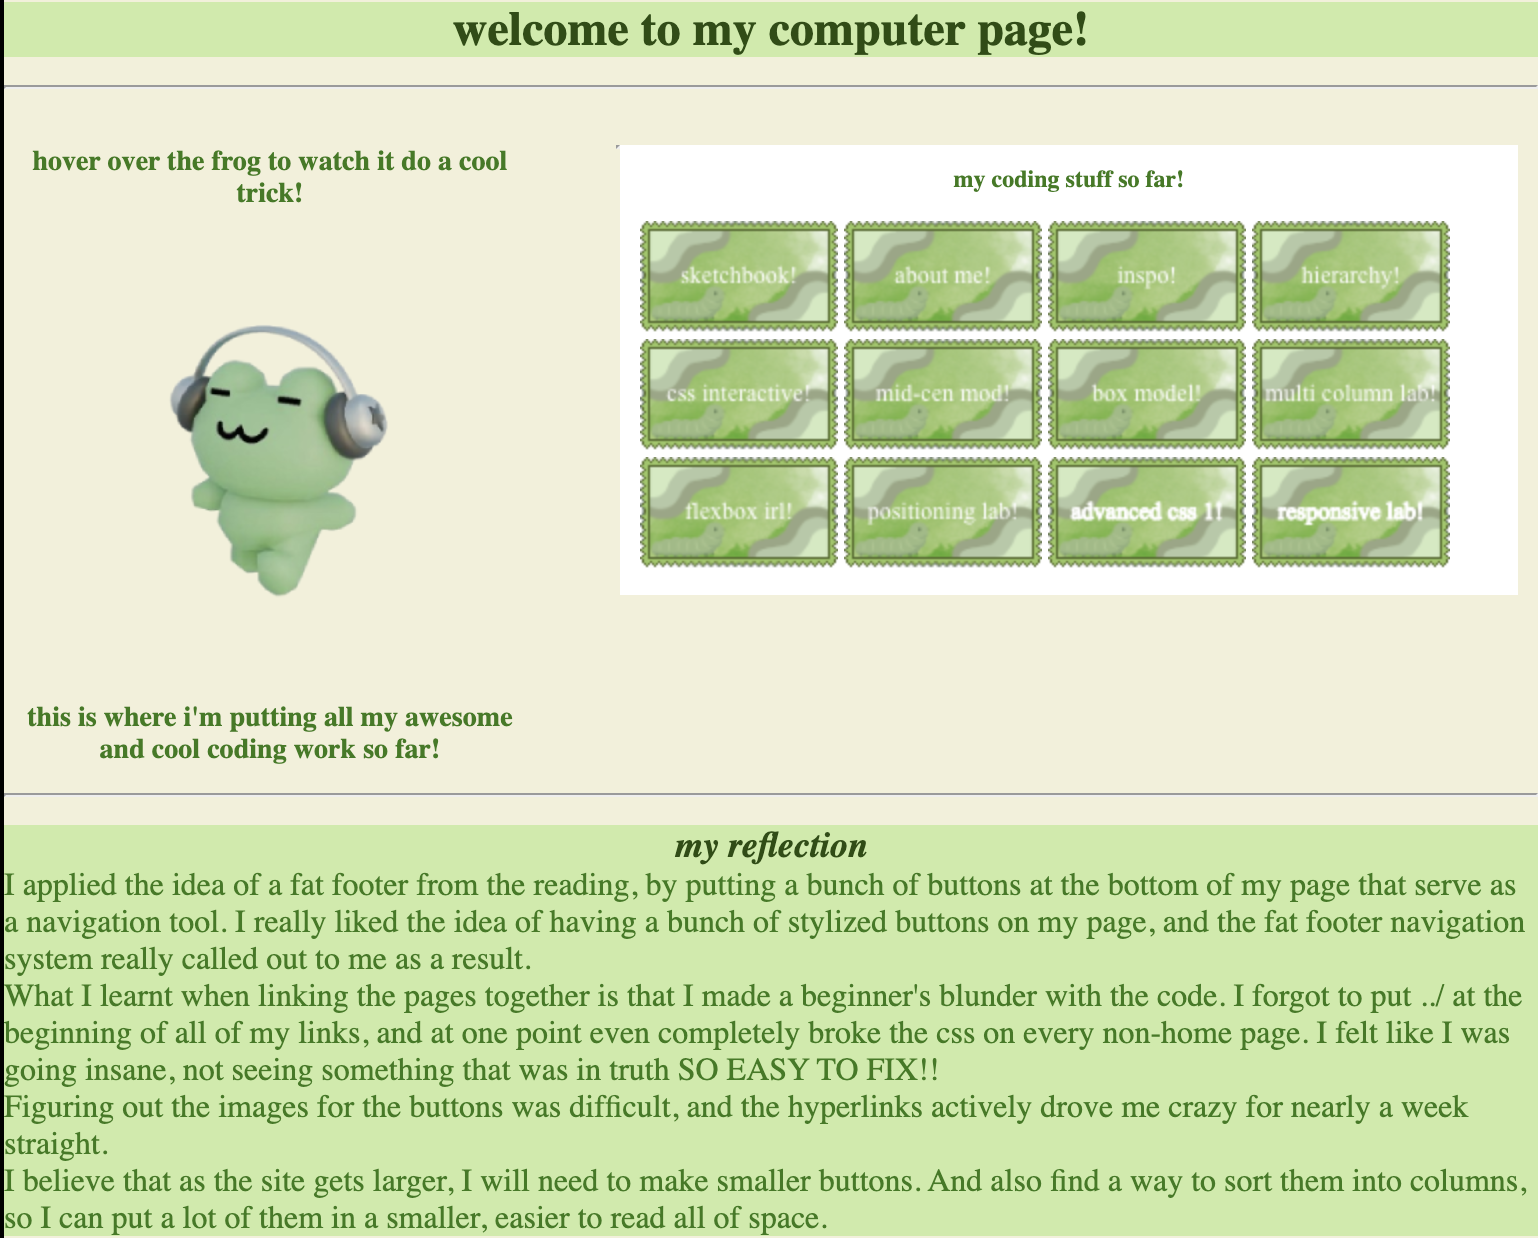 welcome to my computer page!
hover over the frog to watch it do a cool
trick!
this is where i'm putting all my awesome
and cool coding work so far!
my coding stuff so far!
sketchbook!
about me!
inspo!
hierarchy!
css interactive!
mid-cen mod!
box model!
multi column lab!
flexbox irl!
positioning lab!
advanced css 1!
responsive lab!
my reflection
I applied the idea of a fat footer from the reading, by putting a bunch of buttons at the bottom of my page that serve as
a navigation tool. I really liked the idea of having a bunch of stylized buttons on my page, and the fat footer navigation
system really called out to me as a result.
What I learnt when linking the pages together is that I made a beginner's blunder with the code. I forgot to put ../ at the
beginning of all of my links, and at one point even completely broke the css on every non-home page. I felt like I was
going insane, not seeing something that was in truth SO EASY TO FIX!!
Figuring out the images for the buttons was difficult, and the hyperlinks actively drove me crazy for nearly a week
straight.
I believe that as the site gets larger, I will need to make smaller buttons. And also find a way to sort them into columns,
so I can put a lot of them in a smaller, easier to read all of space.